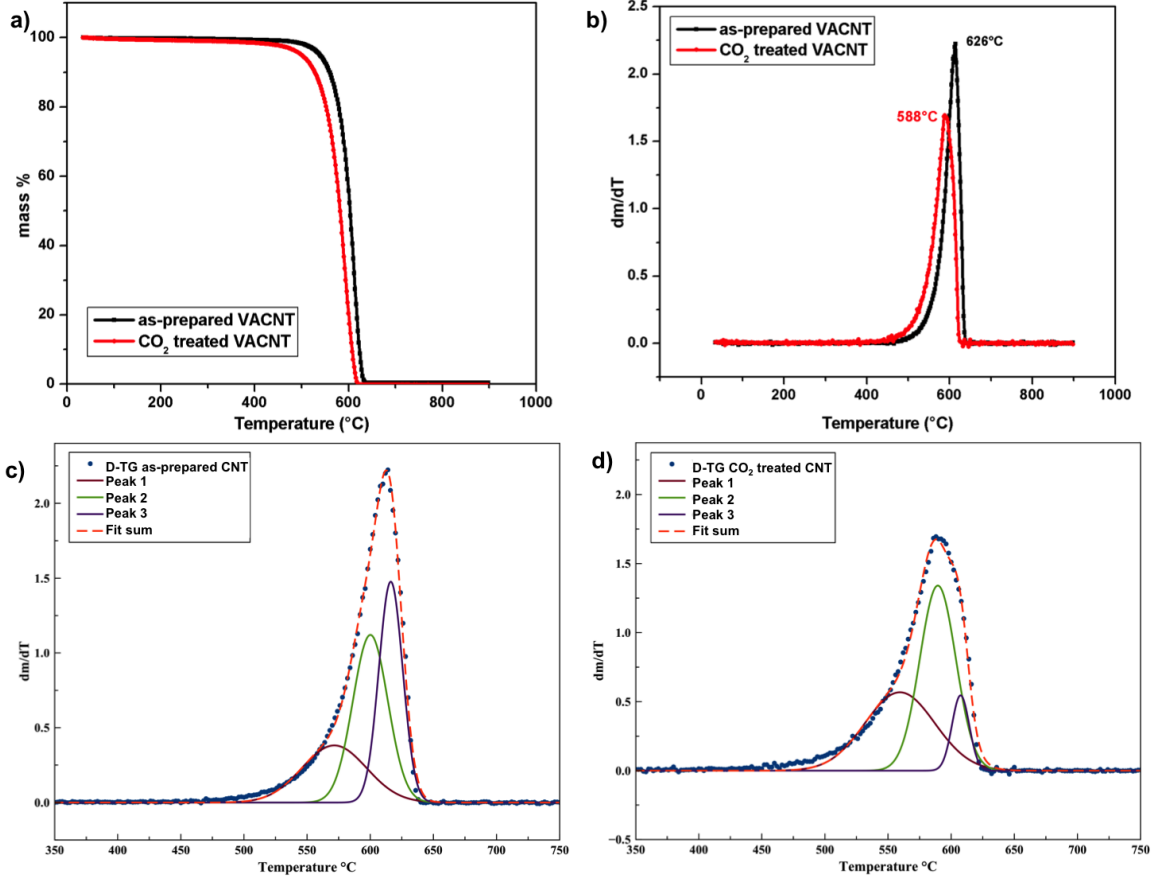 a)
as-prepared VACNT
CO2 treated VACNT
100
80
60
40
20
0
mass %
0
200
400
600
800
1000
Temperature (°C)
b)
as-prepared VACNT
CO2 treated VACNT
626°C
588°C
2.5
2.0
1.5
1.0
0.5
0.0
dm/dT
0
200
400
600
800
1000
Temperature (°C)
c)
D-TG as-prepared CNT
Peak 1
Peak 2
Peak 3
Fit sum
2.0
1.5
1.0
0.5
0.0
dm/dT
350
400
450
500
550
600
650
700
750
Temperature °C
d)
D-TG CO2 treated CNT
Peak 1
Peak 2
Peak 3
Fit sum
2.0
1.5
1.0
0.5
0.0
−0.5
dm/dT
350
400
450
500
550
600
650
700
750
Temperature °C